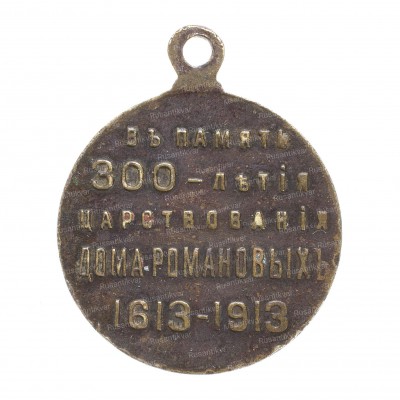 ВЪ ПАМЯТЬ
300-ЛѢТІЯ
ЦАРСТВОВАНІЯ
ДОМА РОМАНОВЫХЪ
1613-1913